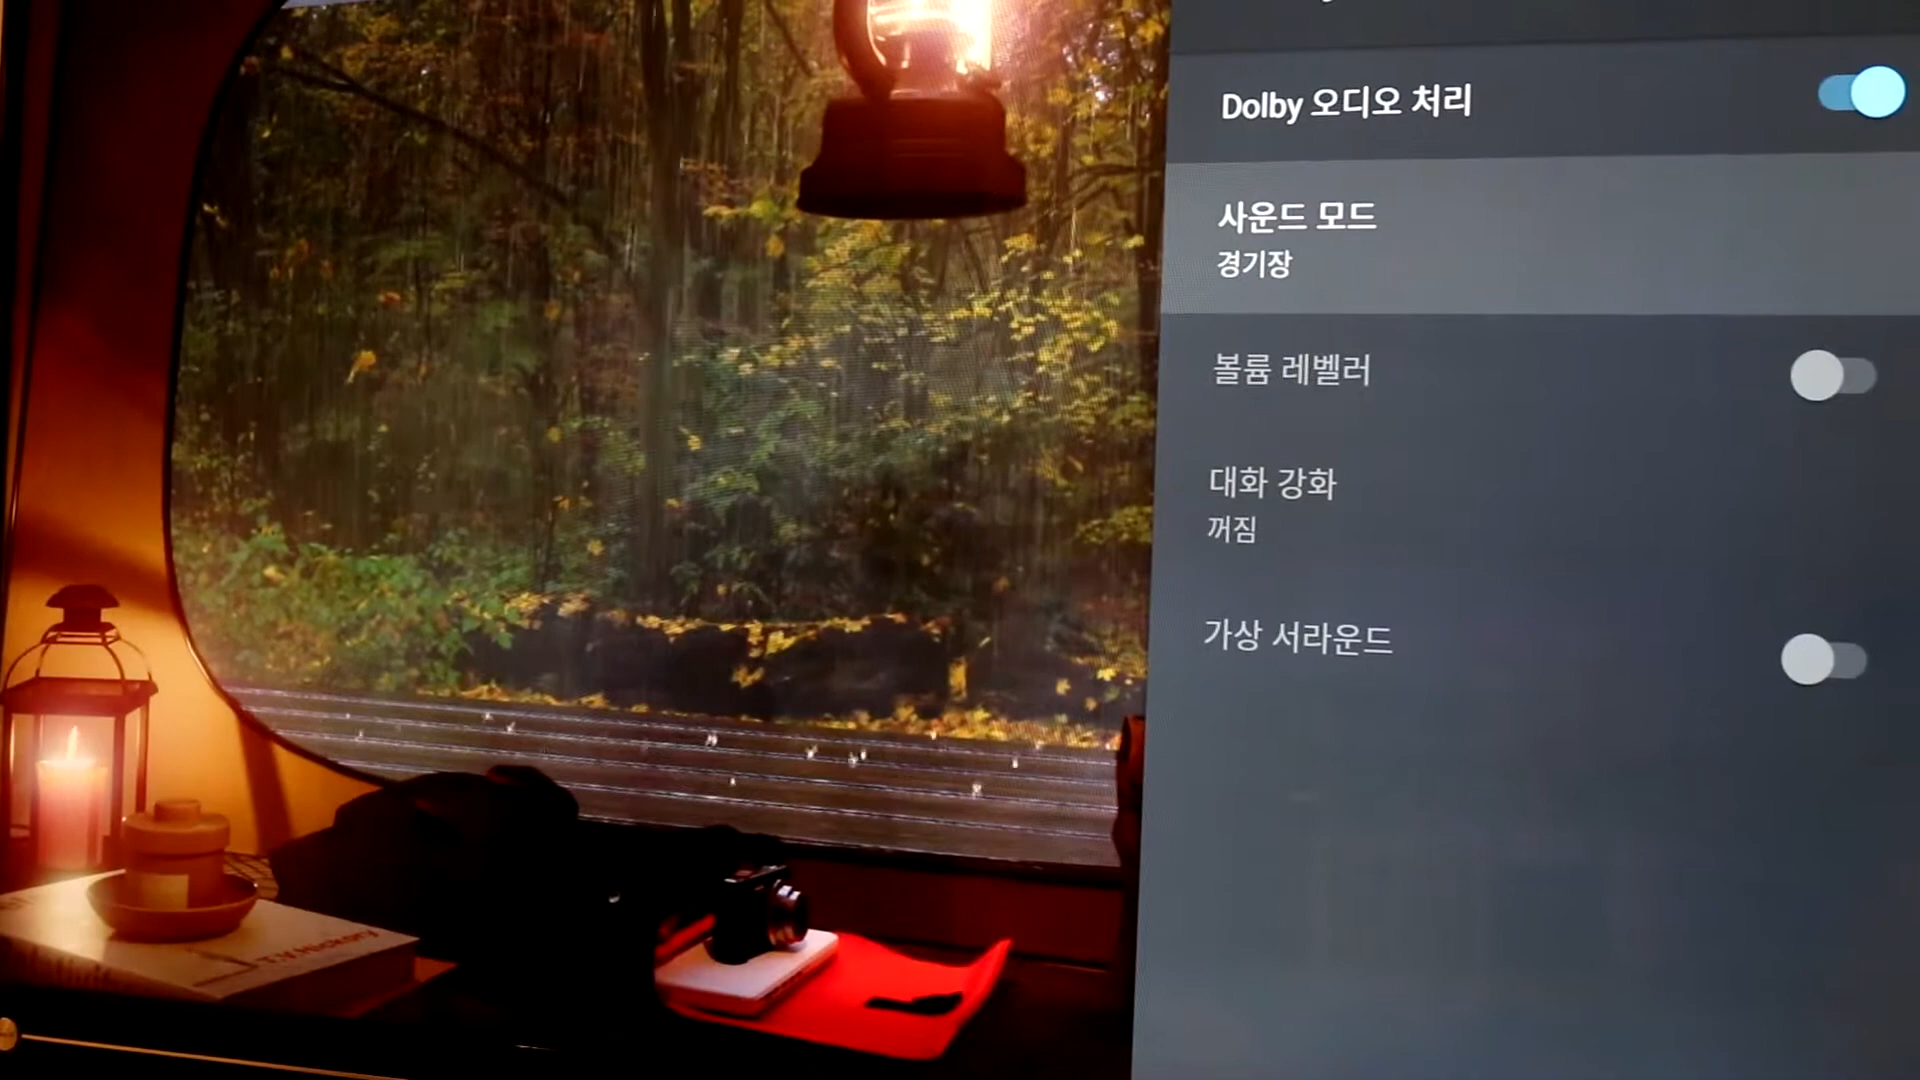 Dolby 오디오 처리
사운드 모드
경기장
볼륨 레벨러
대화 강화
꺼짐
가상 서라운드